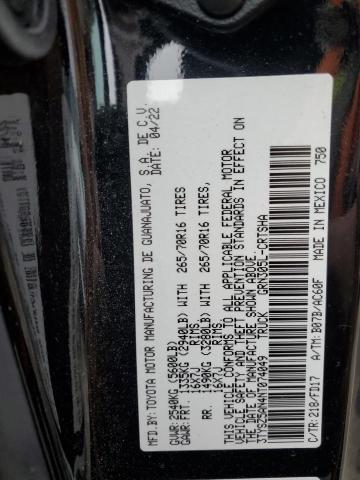 MFD BY:TOYOTA MOTOR MANUFACTURING DE GUANAJUATO, S.A. DE C.V.
DATE: 04/22
GVWR:2540KG (5600LB)
GAWR:FRT. 1335KG (2940LB) WITH 265/70R16 TIRES
16X7J RIMS,
RR. 1490KG (3280LB) WITH 265/70R16 TIRES
16X7J RIMS,
THIS VEHICLE CONFORMS TO ALL APPLICABLE FEDERAL MOTOR
VEHICLE SAFETY AND THEFT PREVENTION STANDARDS IN EFFECT ON
THE DATE OF MANUFACTURE SHOWN ABOVE.
3TYSZ5AN4NT074049 TRUCK GRN305L-CRTSHA
C/TR:218/FD17 A/TM:B07B/AC60F MADE IN MEXICO 750